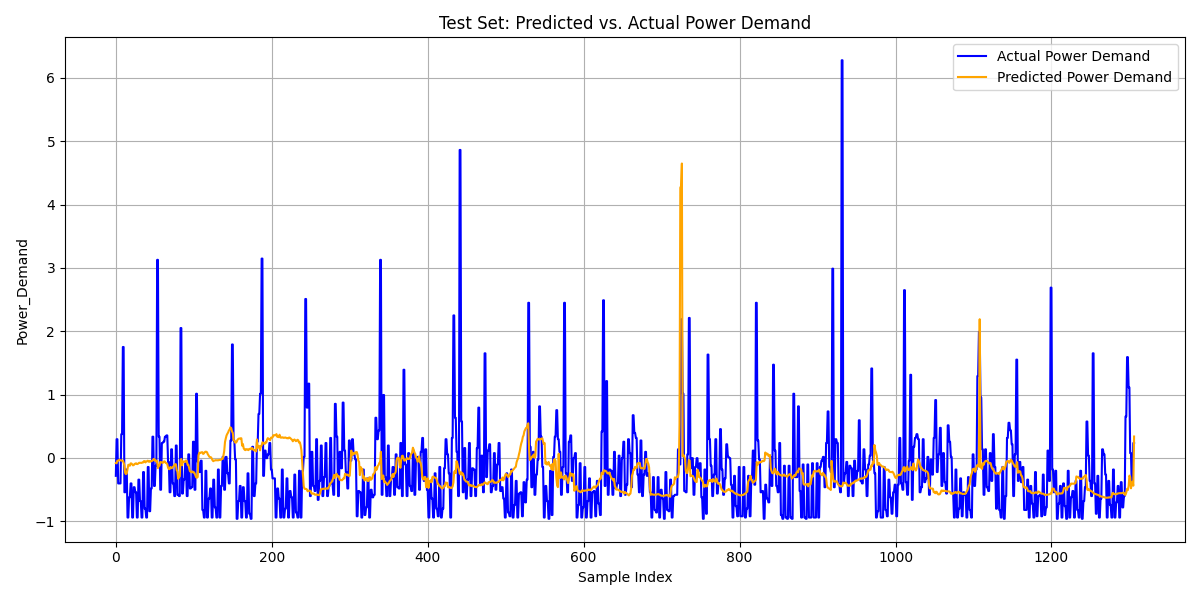 Test Set: Predicted vs. Actual Power Demand
Actual Power Demand
Predicted Power Demand
Power_Demand
6
5
4
3
2
1
0
−1
0 200 400 600 800 1000 1200
Sample Index